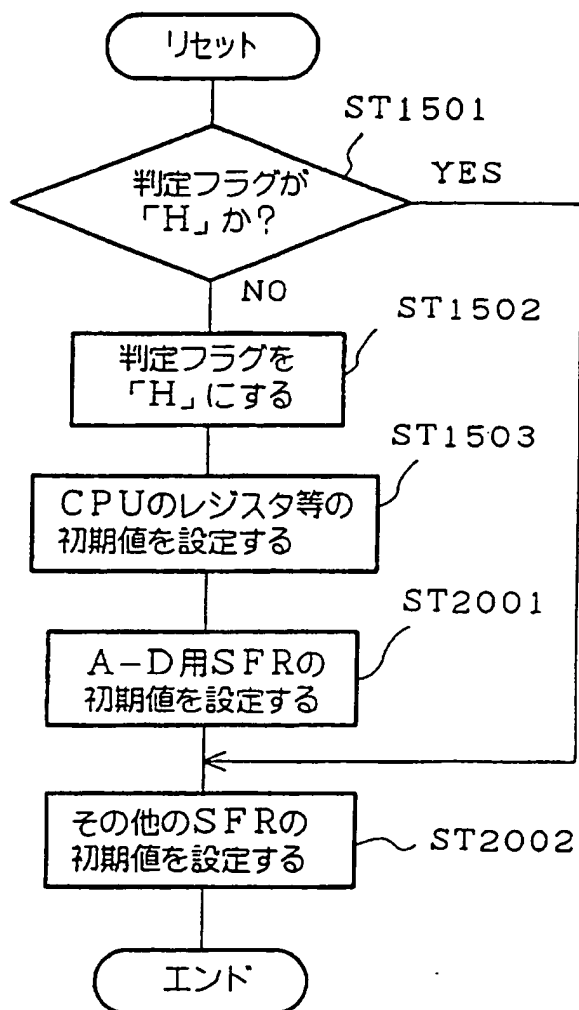 リセット
ST1501
判定フラグが
「H」か?
YES
NO
ST1502
判定フラグを
「H」にする
ST1503
CPUのレジスタ等の
初期値を設定する
ST2001
A-D用SFRの
初期値を設定する
その他のSFRの
初期値を設定する
ST2002
エンド